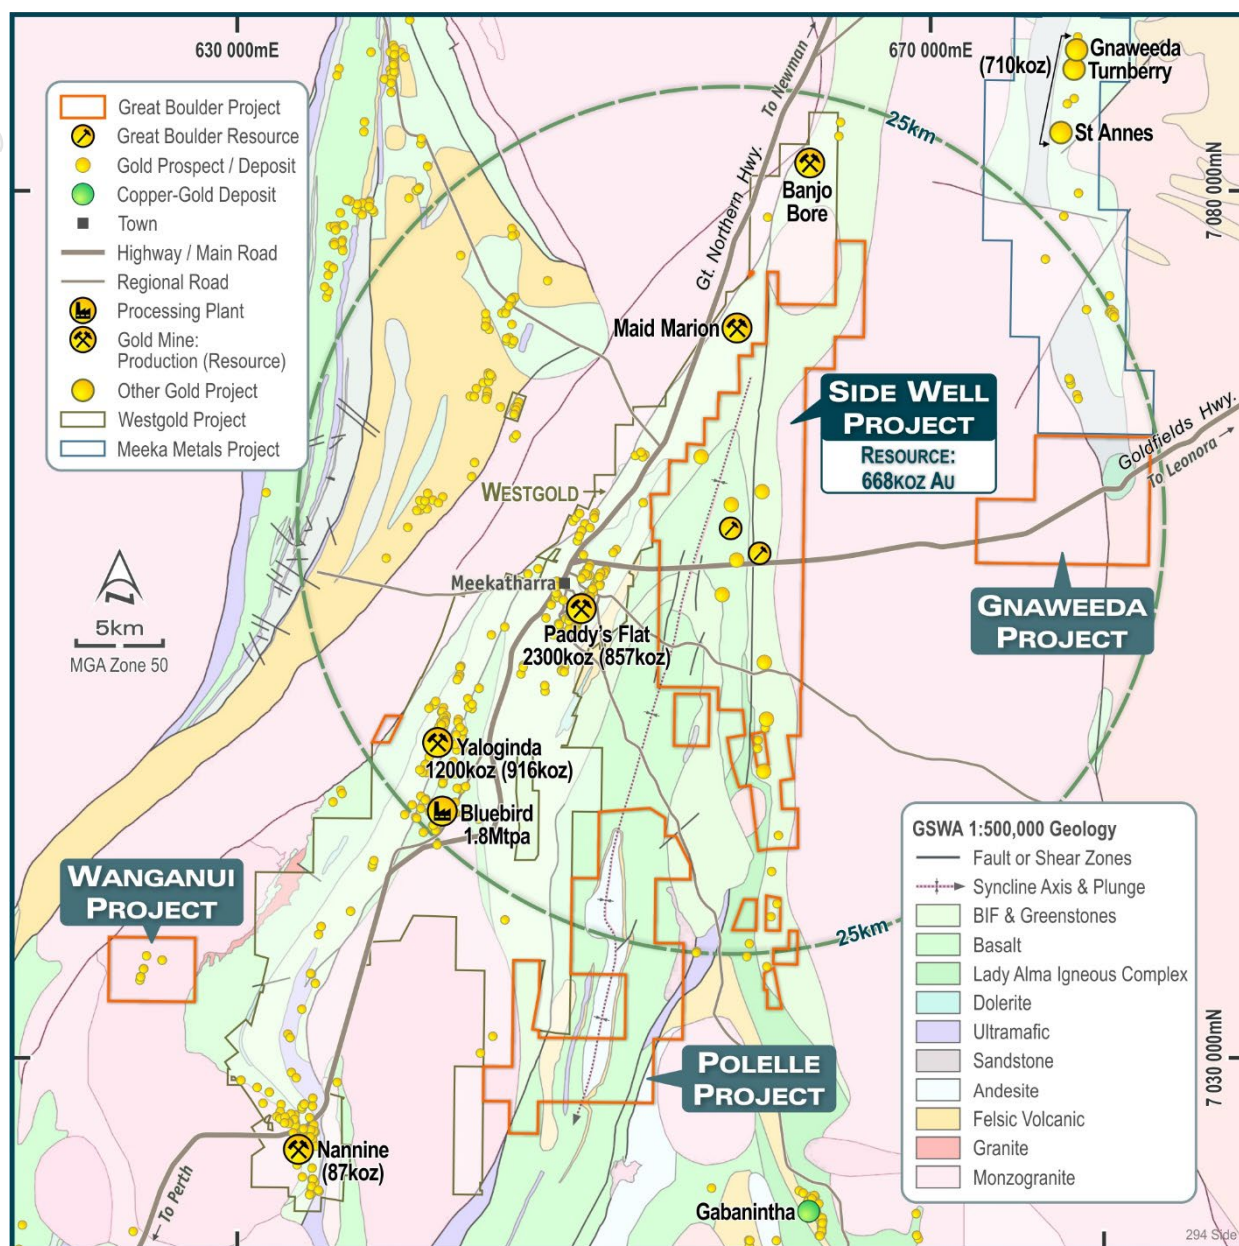 630 000mE
670 000mE
To Newman
Gt. Northern Hwy.
25km
(710koz)
Gnaweeda
Turnberry
St Annes
7 080 000mN
Great Boulder Project
Great Boulder Resource
Gold Prospect / Deposit
Copper-Gold Deposit
Town
Highway / Main Road
Regional Road
Processing Plant
Gold Mine:
Production (Resource)
Other Gold Project
Westgold Project
Meeka Metals Project
Banjo
Bore
Maid Marion
SIDE WELL
PROJECT
RESOURCE:
668KOZ AU
Goldfields Hwy.
To Leonora
WESTGOLD
Meekatharra
Z
5km
MGA Zone 50
Paddy's Flat
2300koz (857koz)
GNAWEEDA
PROJECT
Yaloginda
1200koz (916koz)
Bluebird
1.8Mtpa
WANGANUI
PROJECT
25km
GSWA 1:500,000 Geology
Fault or Shear Zones
Syncline Axis & Plunge
BIF & Greenstones
Basalt
Lady Alma Igneous Complex
Dolerite
Ultramafic
Sandstone
Andesite
Felsic Volcanic
Granite
Monzogranite
7 030 000mN
POLELLE
PROJECT
Nannine
(87koz)
To Perth
Gabanintha
294 Side